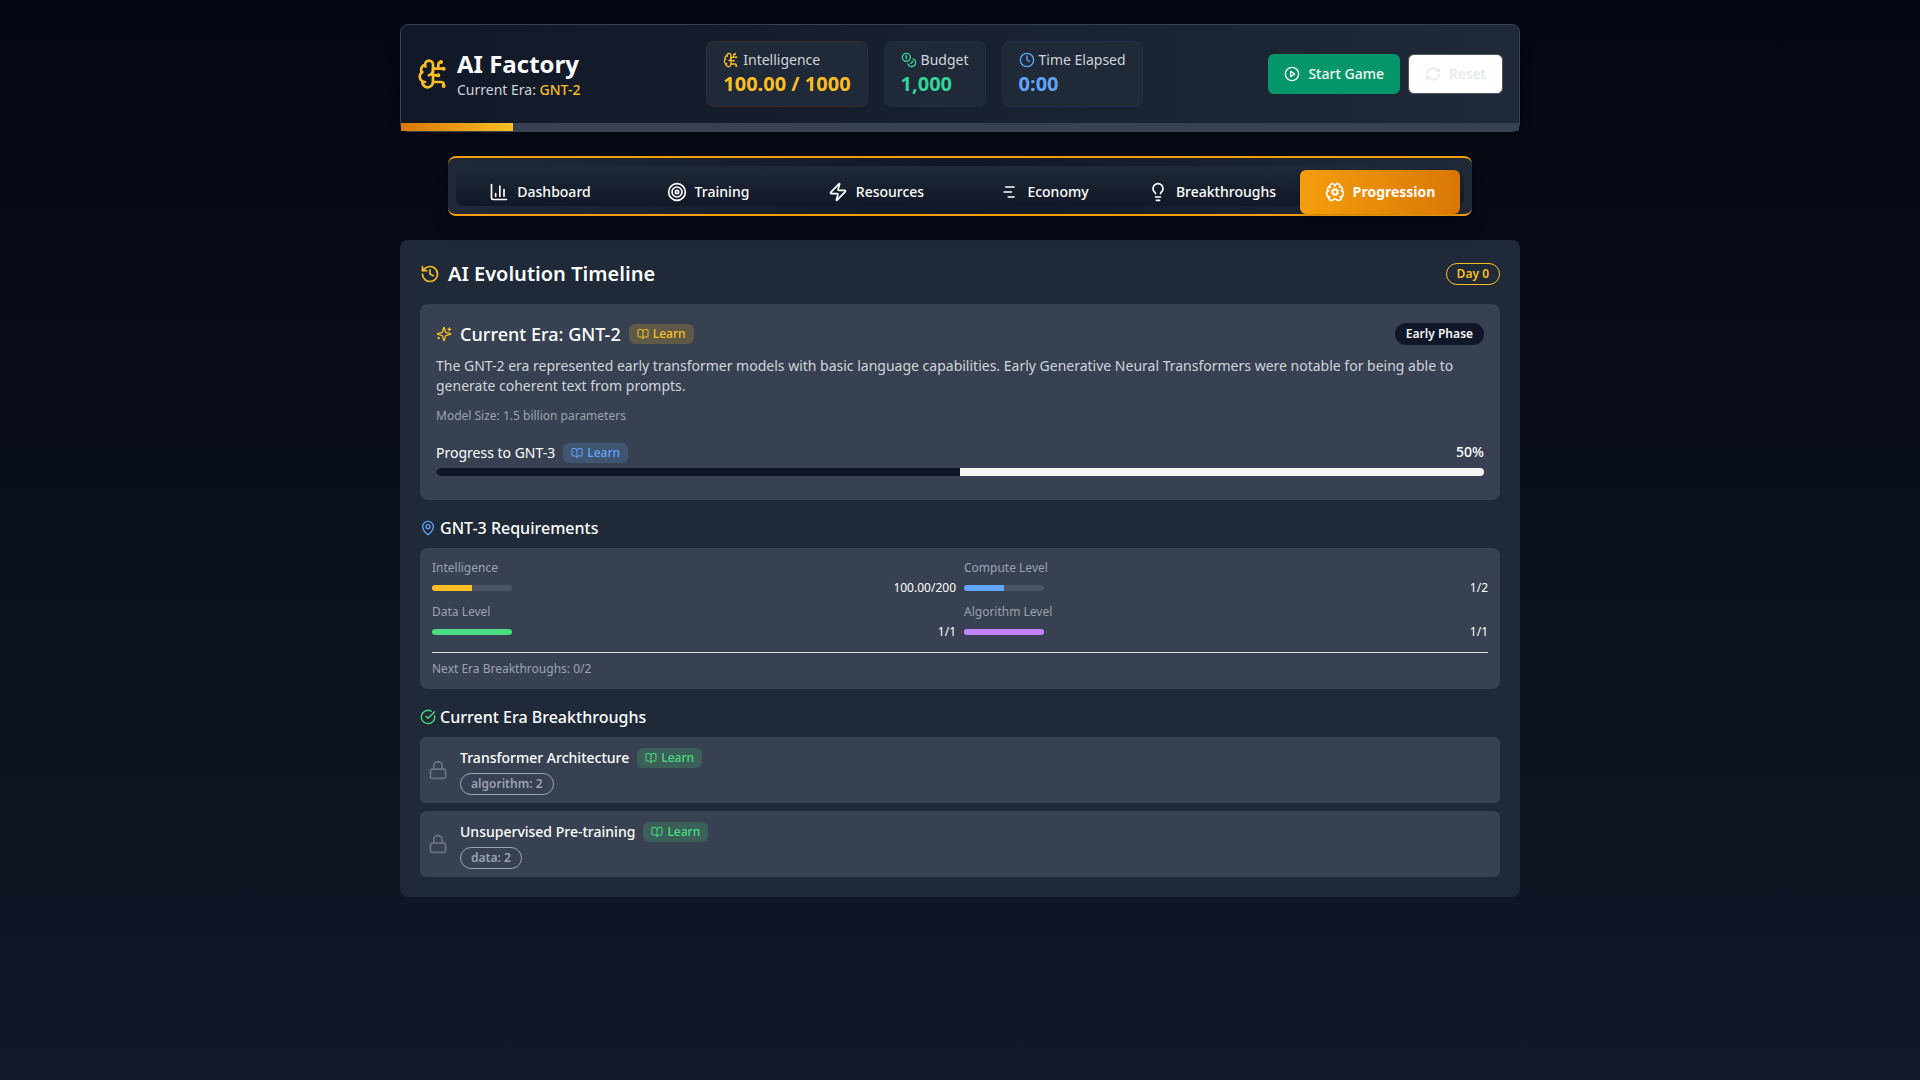 AI Factory
Current Era: GNT-2
Intelligence
100.00 / 1000
Budget
1,000
Time Elapsed
0:00
Start Game
Reset
Dashboard
Training
Resources
Economy
Breakthroughs
Progression
AI Evolution Timeline
Day 0
Current Era: GNT-2
Learn
Early Phase
The GNT-2 era represented early transformer models with basic language capabilities. Early Generative Neural Transformers were notable for being able to
generate coherent text from prompts.
Model Size: 1.5 billion parameters
Progress to GNT-3
Learn
50%
GNT-3 Requirements
Intelligence
100.00/200
Compute Level
1/2
Data Level
1/1
Algorithm Level
1/1
Next Era Breakthroughs: 0/2
Current Era Breakthroughs
Transformer Architecture
Learn
algorithm: 2
Unsupervised Pre-training
Learn
data: 2